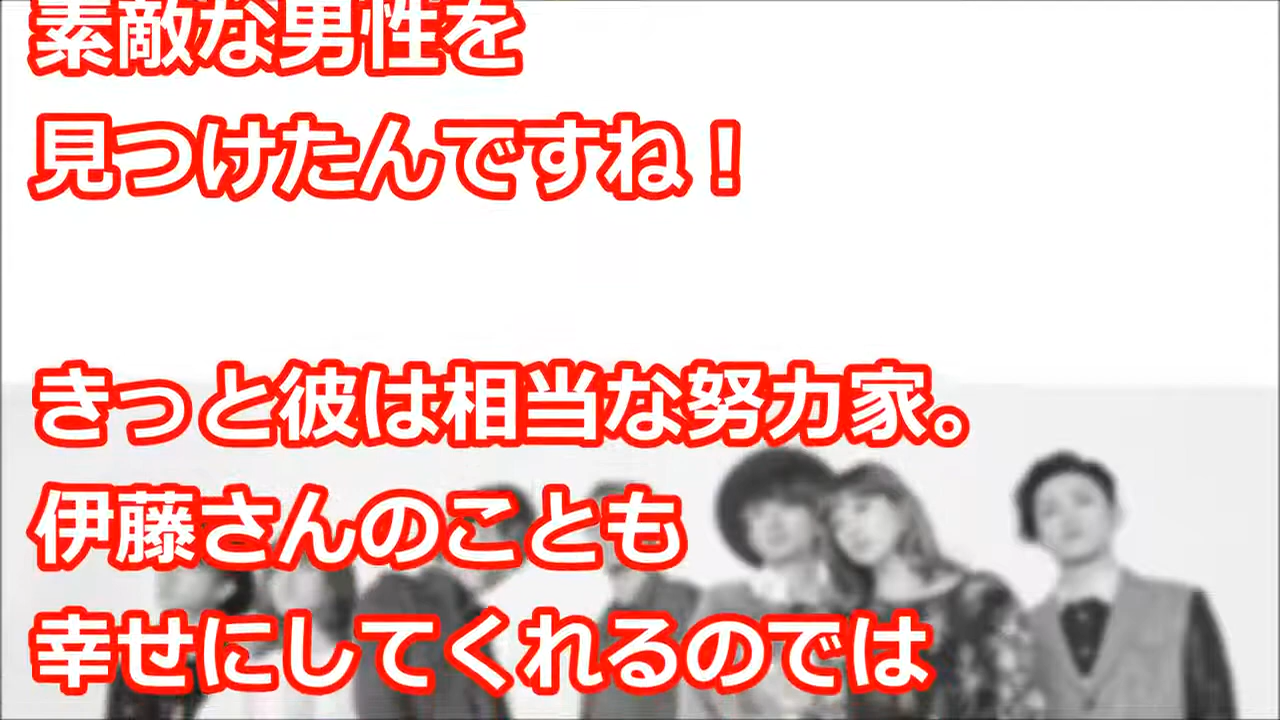 素敵な男性を
見つけたんですね！
きっと彼は相当な努力家。
伊藤さんのことも
幸せにしてくれるのでは